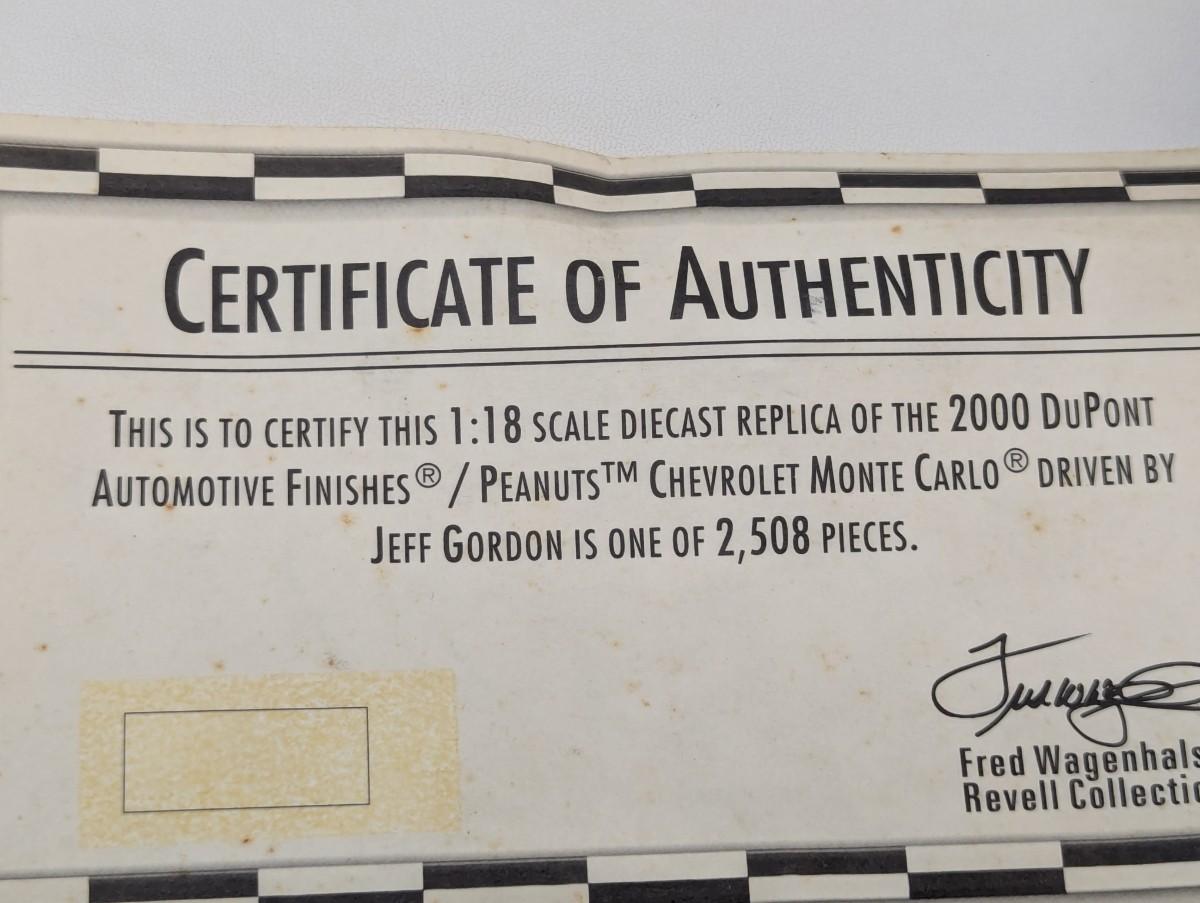 CERTIFICATE OF AUTHENTICITY
THIS IS TO CERTIFY THIS 1:18 SCALE DIECAST REPLICA OF THE 2000 DUPONT
AUTOMOTIVE FINISHES® / PEANUTS™ CHEVROLET MONTE CARLO® DRIVEN BY
JEFF GORDON IS ONE OF 2,508 PIECES.
Fred Wagenhals
Revell Collectio